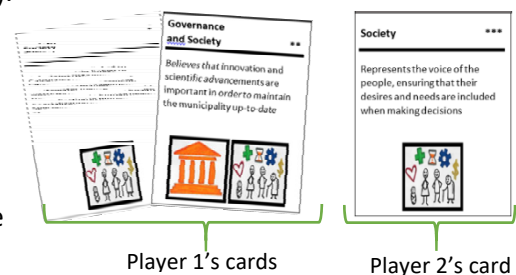 y.
Governance
and Society
••
Believes that innovation and
scientific advancements are
important in order to maintain
the municipality up-to-date
Society
•••
Represents the voice of the
people, ensuring that their
desires and needs are included
when making decisions
e
Player 1's cards
Player 2's card